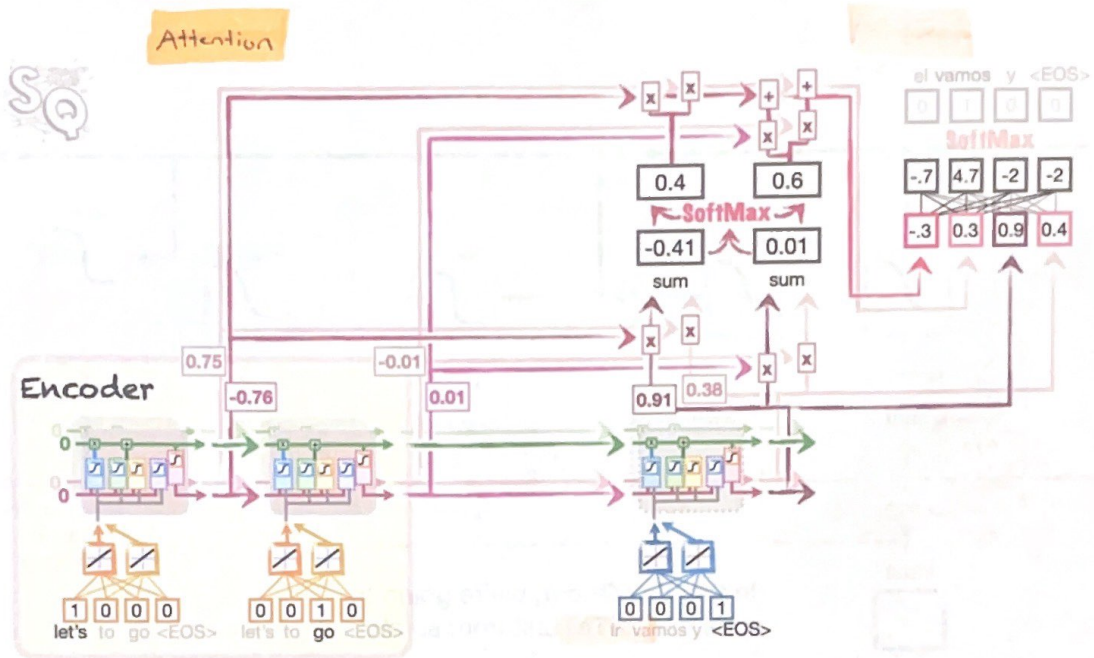 Attention
SQ
el vamos y <EOS>
0 1 0 0
SoftMax
-.7 4.7 -2 -2
-.3 0.3 0.9 0.4
x x + +
x x
0.4 0.6
SoftMax
-0.41 0.01
sum sum
x x
x x
0.75 -0.01
-0.76 0.01 0.91 0.38
Encoder
0
0
0
0
1 0 0 0
let's to go <EOS>
0 0 1 0
let's to go <EOS>
0 0 0 1
ir vamos y <EOS>